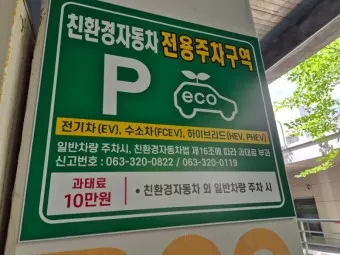 친환경자동차 전용주차구역
P
eco
전기차(EV), 수소차(FCEV), 하이브리드(HEV, PHEV)
일반차량 주차시, 친환경자동차법 제16조에 따라 과태료 부과
신고번호 : 063-320-0822 / 063-320-0119
과태료
10만원
• 친환경자동차 외 일반차량 주차 시